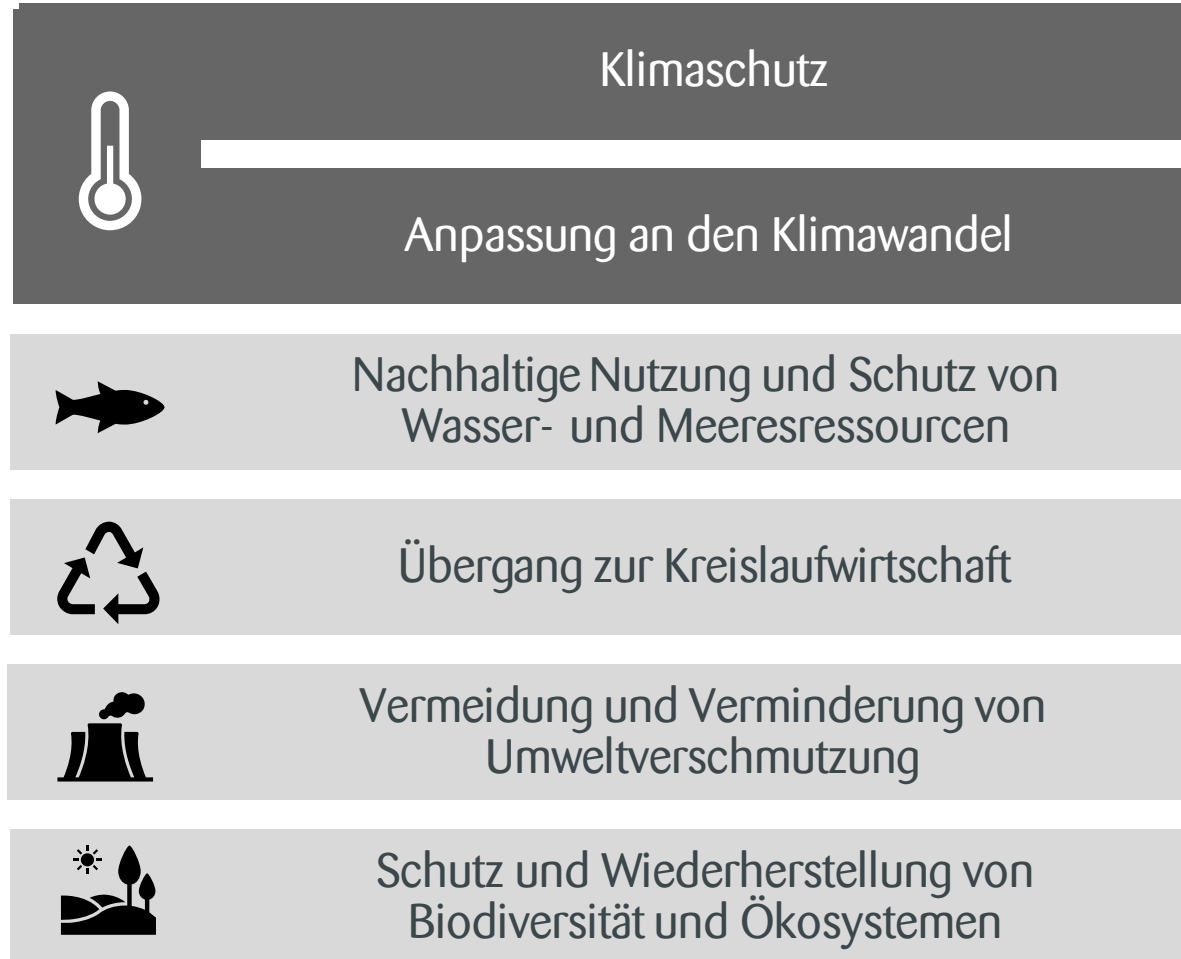 Klimaschutz
Anpassung an den Klimawandel
Nachhaltige Nutzung und Schutz von
Wasser- und Meeresressourcen
Übergang zur Kreislaufwirtschaft
Vermeidung und Verminderung von
Umweltverschmutzung
Schutz und Wiederherstellung von
Biodiversität und Ökosystemen